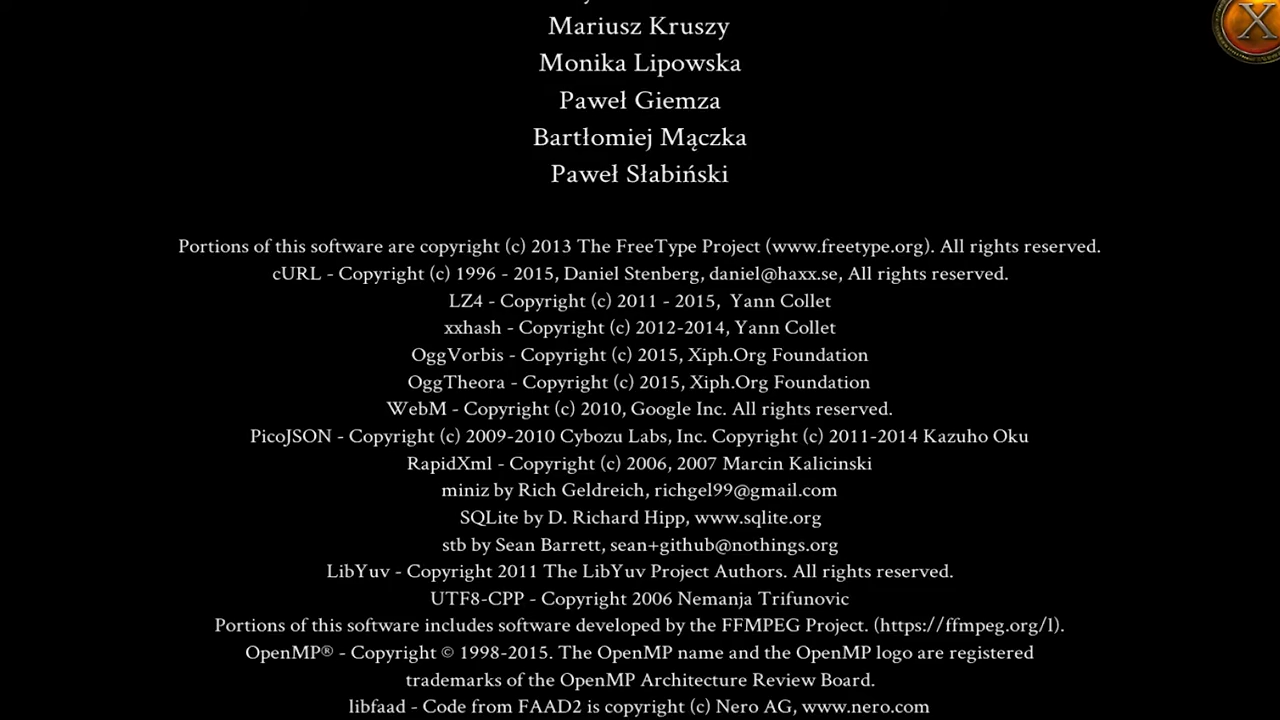 Mariusz Kruszy
X
Monika Lipowska
Paweł Giemza
Bartłomiej Mączka
Paweł Słabiński
Portions of this software are copyright (c) 2013 The FreeType Project (www.freetype.org). All rights reserved.
cURL - Copyright (c) 1996 - 2015, Daniel Stenberg, daniel@haxx.se, All rights reserved.
LZ4 - Copyright (c) 2011 - 2015, Yann Collet
xxhash - Copyright (c) 2012-2014, Yann Collet
OggVorbis - Copyright (c) 2015, Xiph.Org Foundation
OggTheora - Copyright (c) 2015, Xiph.Org Foundation
WebM - Copyright (c) 2010, Google Inc. All rights reserved.
PicoJSON - Copyright (c) 2009-2010 Cybozu Labs, Inc. Copyright (c) 2011-2014 Kazuho Oku
RapidXml - Copyright (c) 2006, 2007 Marcin Kalicinski
miniz by Rich Geldreich, richgel99@gmail.com
SQLite by D. Richard Hipp, www.sqlite.org
stb by Sean Barrett, sean+github@nothings.org
LibYuv - Copyright 2011 The LibYuv Project Authors. All rights reserved.
UTF8-CPP - Copyright 2006 Nemanja Trifunovic
Portions of this software includes software developed by the FFMPEG Project. (https://ffmpeg.org/l).
OpenMP® - Copyright © 1998-2015. The OpenMP name and the OpenMP logo are registered
trademarks of the OpenMP Architecture Review Board.
libfaad - Code from FAAD2 is copyright (c) Nero AG, www.nero.com